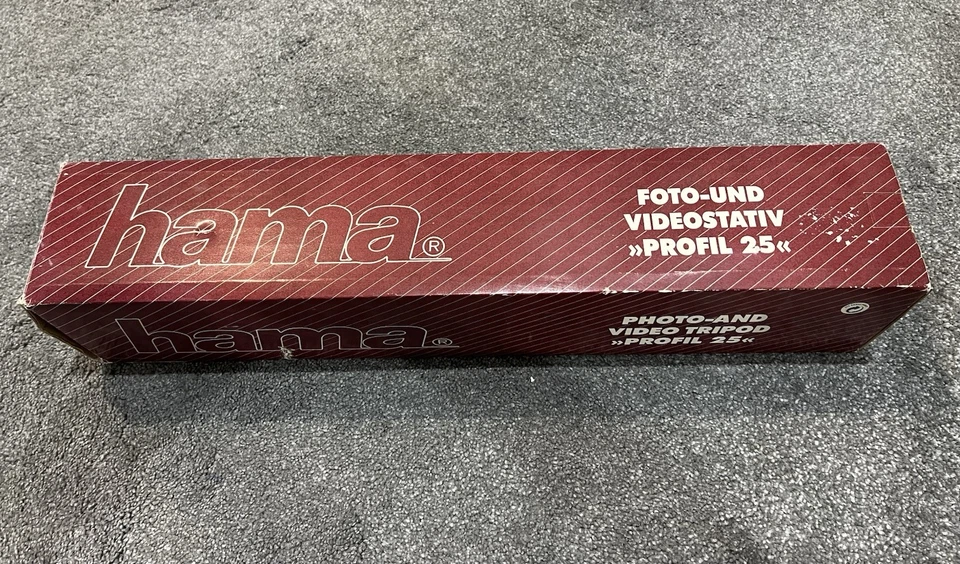 hama®
FOTO-UND
VIDEOSTATIV
»PROFIL 25«
hama®
PHOTO-AND
VIDEO TRIPOD
»PROFIL 25«